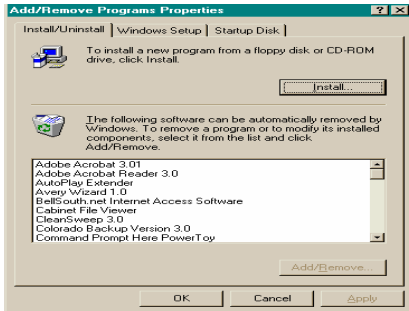 Add/Remove Programs Properties
Install/Uninstall Windows Setup Startup Disk
To install a new program from a floppy disk or CD-ROM
drive, click Install.
Install...
The following software can be automatically removed by
Windows. To remove a program or to modify its installed
components, select it from the list and click
Add/Remove.
Adobe Acrobat 3.01
Adobe Acrobat Reader 3.0
AutoPlay Extender
Avery Wizard 1.0
BellSouth.net Internet Access Software
Cabinet File Viewer
CleanSweep 3.0
Colorado Backup Version 3.0
Command Prompt Here PowerToy
Add/Remove...
OK Cancel Apply